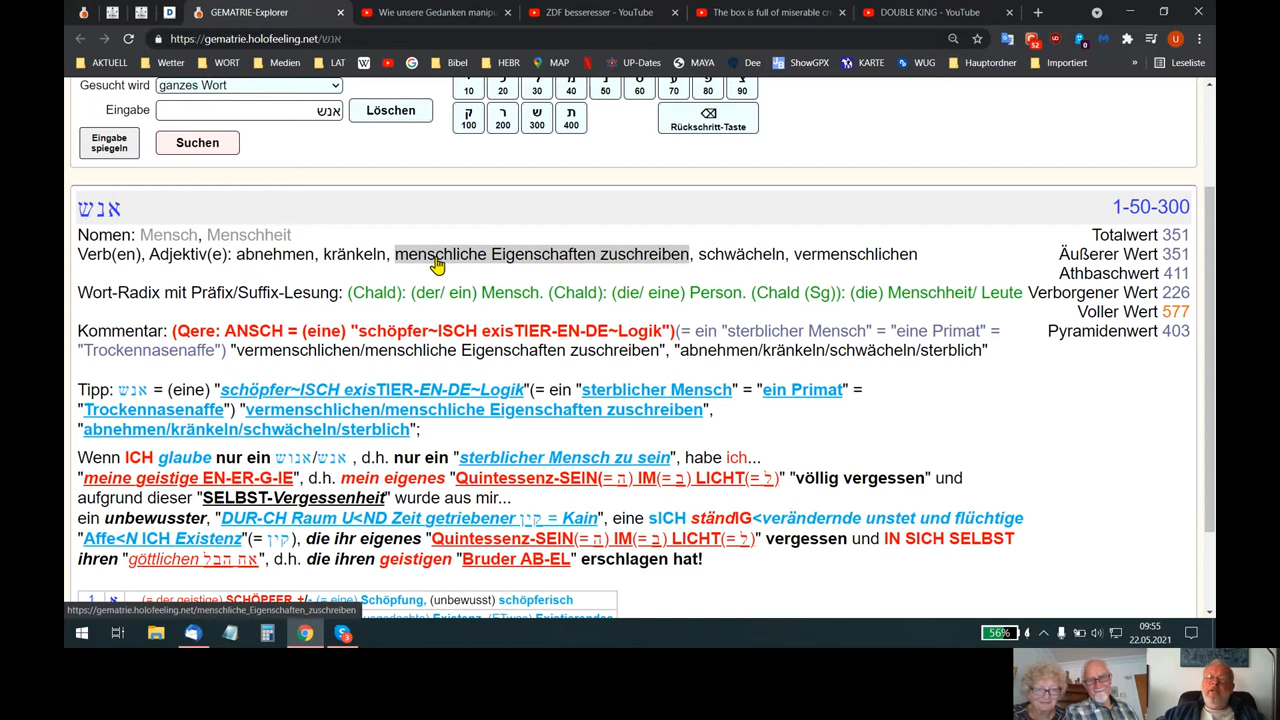 GEMATRIE-Explorer
Wie unsere Gedanken manip
ZDF besseresser - YouTube
The box is full of miserable cr
DOUBLE KING - YouTube
https://gematrie.holofeeling.net/אנש
AKTUELL Wetter WORT Medien LAT Bibel HEBR MAP UP-Dates MAYA Dee ShowGPX KARTE WUG Hauptordner Importiert » Leseliste
Gesucht wird ganzes Wort
Eingabe אנש Löschen
Eingabe spiegeln Suchen
י כ ל מ נ ס ע פ צ
10 20 30 40 50 60 70 80 90
ק ר ש ת
100 200 300 400 Rückschritt-Taste
אנש 1-50-300
Nomen: Mensch, Menschheit
Verb(en), Adjektiv(e): abnehmen, kränkeln, menschliche Eigenschaften zuschreiben, schwächeln, vermenschlichen
Wort-Radix mit Präfix/Suffix-Lesung: (Chald): (der/ ein) Mensch. (Chald): (die/ eine) Person. (Chald (Sg)): (die) Menschheit/ Leute
Totalwert 351
Äußerer Wert 351
Athbaschwert 411
Verborgener Wert 226
Voller Wert 577
Pyramidenwert 403
Kommentar: (Qere: ANSCH = (eine) "schöpfer~ISCH exisTIER-EN-DE~Logik")(= ein "sterblicher Mensch" = "eine Primat" =
"Trockennasenaffe") "vermenschlichen/menschliche Eigenschaften zuschreiben", "abnehmen/kränkeln/schwächeln/sterblich"
Tipp: אנש = (eine) "schöpfer~ISCH exisTIER-EN-DE~Logik"(= ein "sterblicher Mensch" = "ein Primat" =
"Trockennasenaffe") "vermenschlichen/menschliche Eigenschaften zuschreiben",
"abnehmen/kränkeln/schwächeln/sterblich";
Wenn ICH glaube nur ein אנש/אנוש , d.h. nur ein "sterblicher Mensch zu sein", habe ich...
"meine geistige EN-ER-G-IE", d.h. mein eigenes "Quintessenz-SEIN(= ה) IM(= ב) LICHT(= ל)" "völlig vergessen" und
aufgrund dieser "SELBST-Vergessenheit" wurde aus mir...
ein unbewusster, "DUR-CH Raum U<ND Zeit getriebener קין = Kain", eine sICH ständIG<verändernde unstet und flüchtige
"Affe<N ICH Existenz"(= קין), die ihr eigenes "Quintessenz-SEIN(= ה) IM(= ב) LICHT(= ל)" vergessen und IN SICH SELBST
ihren "göttlichen אח הבל", d.h. die ihren geistigen "Bruder AB-EL" erschlagen hat!
1 א (= der geistige) SCHÖPFER +/- (= eine) Schöpfung, (unbewusst) schöpferisch
https://gematrie.holofeeling.net/menschliche_Eigenschaften_zuschreiben
56%
09:55
22.05.2021